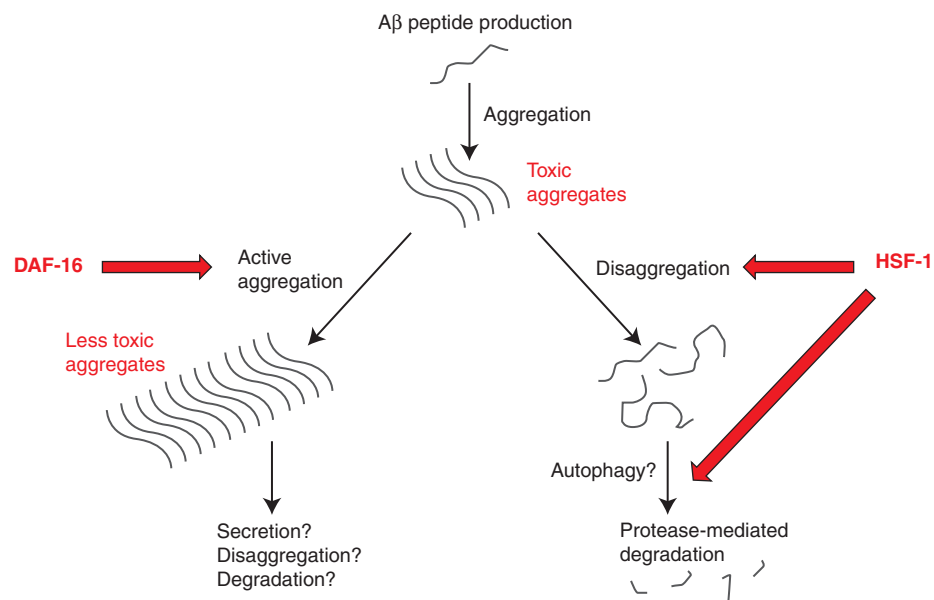 Aβ peptide production
Aggregation
Toxic
aggregates
DAF-16
Active
aggregation
Disaggregation
HSF-1
Less toxic
aggregates
Autophagy?
Secretion?
Disaggregation?
Degradation?
Protease-mediated
degradation